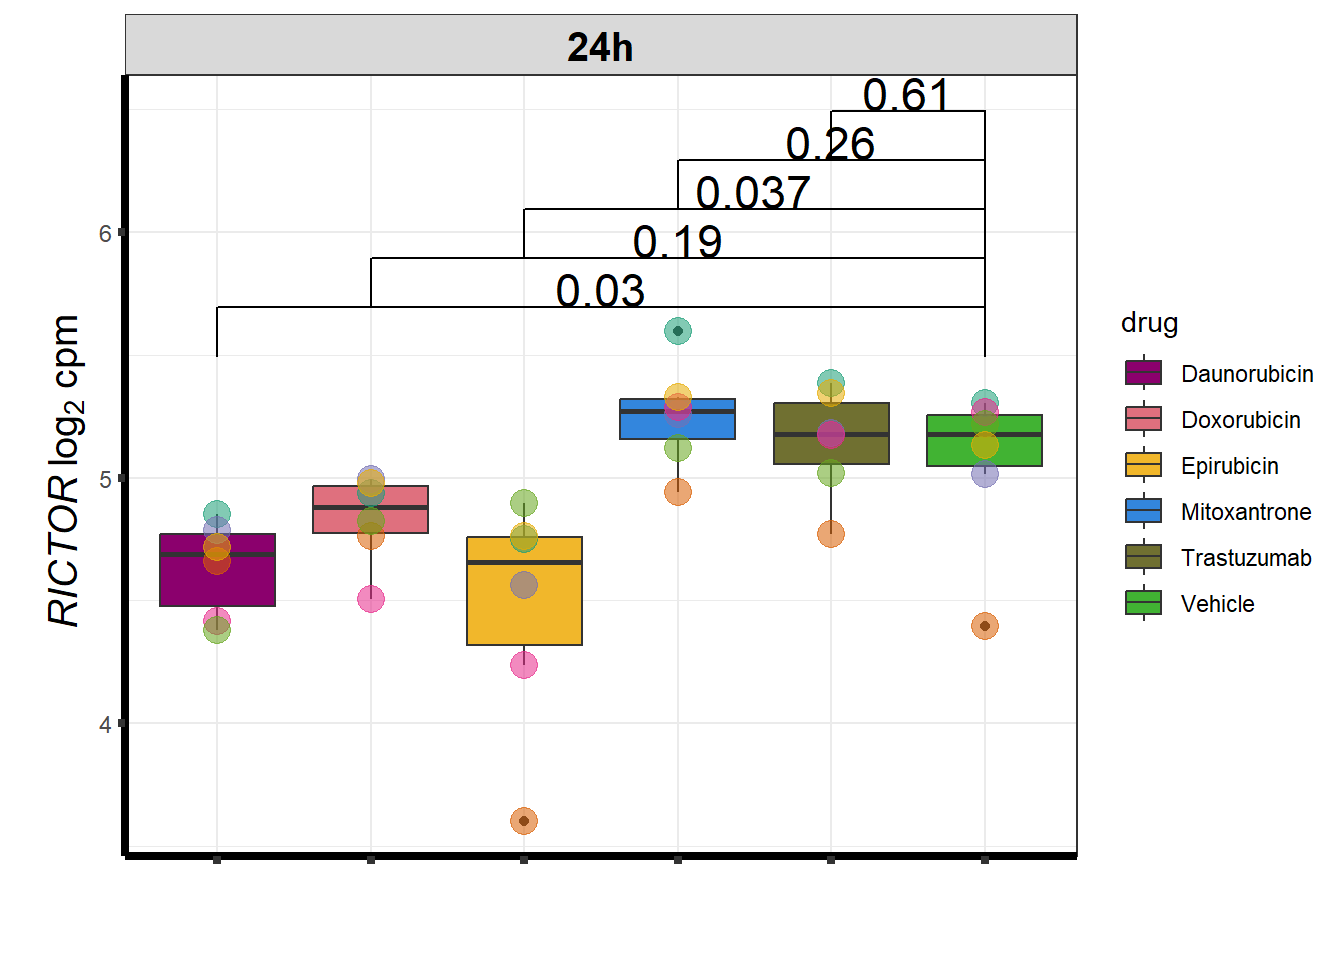 24h
0.61
0.26
0.037
0.19
0.03
6
5
4
RICTOR log₂ cpm
drug
Daunorubicin
Doxorubicin
Epirubicin
Mitoxantrone
Trastuzumab
Vehicle